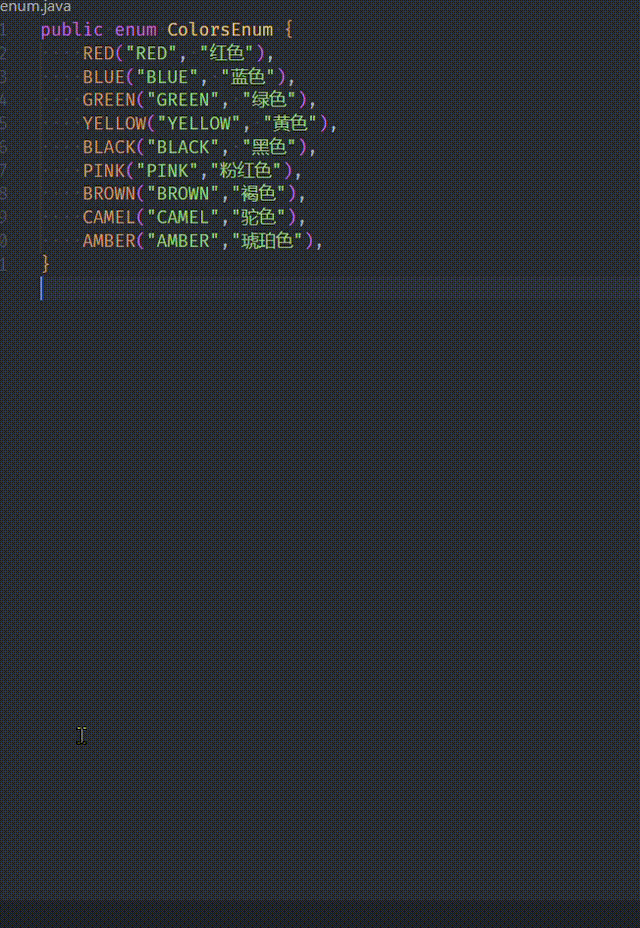 enum.java
1 public enum ColorsEnum {
2 RED("RED", "红色"),
3 BLUE("BLUE", "蓝色"),
4 GREEN("GREEN", "绿色"),
5 YELLOW("YELLOW", "黄色"),
6 BLACK("BLACK", "黑色"),
7 PINK("PINK","粉红色"),
8 BROWN("BROWN","褐色"),
9 CAMEL("CAMEL","驼色"),
0 AMBER("AMBER","琥珀色"),
1 }